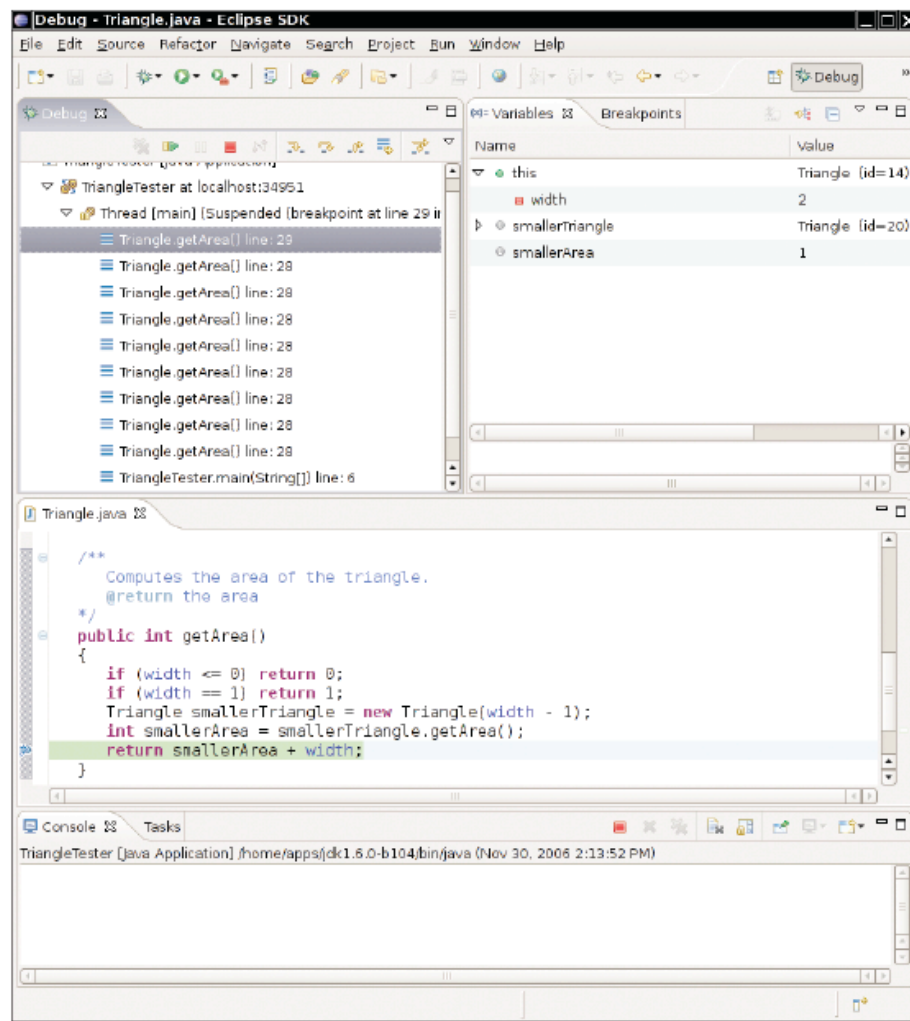 Debug - Triangle.java - Eclipse SDK
File Edit Source Refactor Navigate Search Project Run Window Help
Debug
Debug
Variables Breakpoints
Name Value
TriangleTester [Java Application]
TriangleTester at localhost:34951
Thread [main] (Suspended (breakpoint at line 29 in
Triangle.getArea() line: 29
Triangle.getArea() line: 28
Triangle.getArea() line: 28
Triangle.getArea() line: 28
Triangle.getArea() line: 28
Triangle.getArea() line: 28
Triangle.getArea() line: 28
Triangle.getArea() line: 28
Triangle.getArea() line: 28
TriangleTester.main(String[]) line: 6
this Triangle (id=14)
width 2
smallerTriangle Triangle (id=20)
smallerArea 1
Triangle.java
/**
Computes the area of the triangle.
@return the area
*/
public int getArea()
{
if (width <= 0) return 0;
if (width == 1) return 1;
Triangle smallerTriangle = new Triangle(width - 1);
int smallerArea = smallerTriangle.getArea();
return smallerArea + width;
}
Console Tasks
TriangleTester [Java Application] /home/apps/jdk1.6.0-b104/bin/java (Nov 30, 2006 2:13:52 PM)